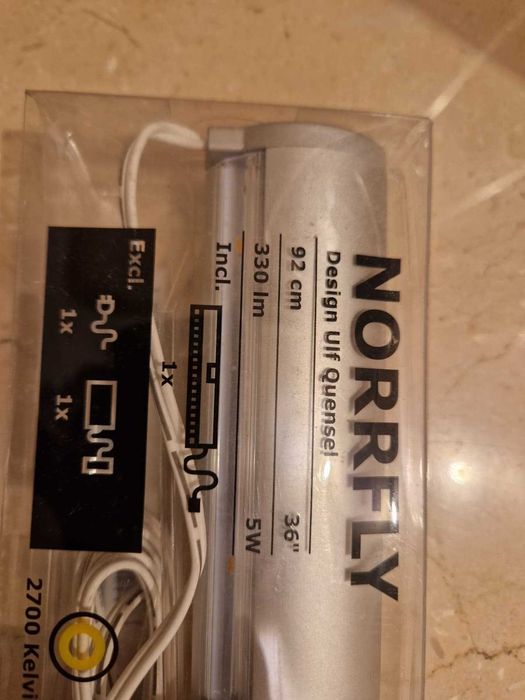 NORRFLY
Design Ulf Quensel
92 cm 36"
330 lm 5W
Incl.
1x
Excl.
1x 1x
2700 Kelvi